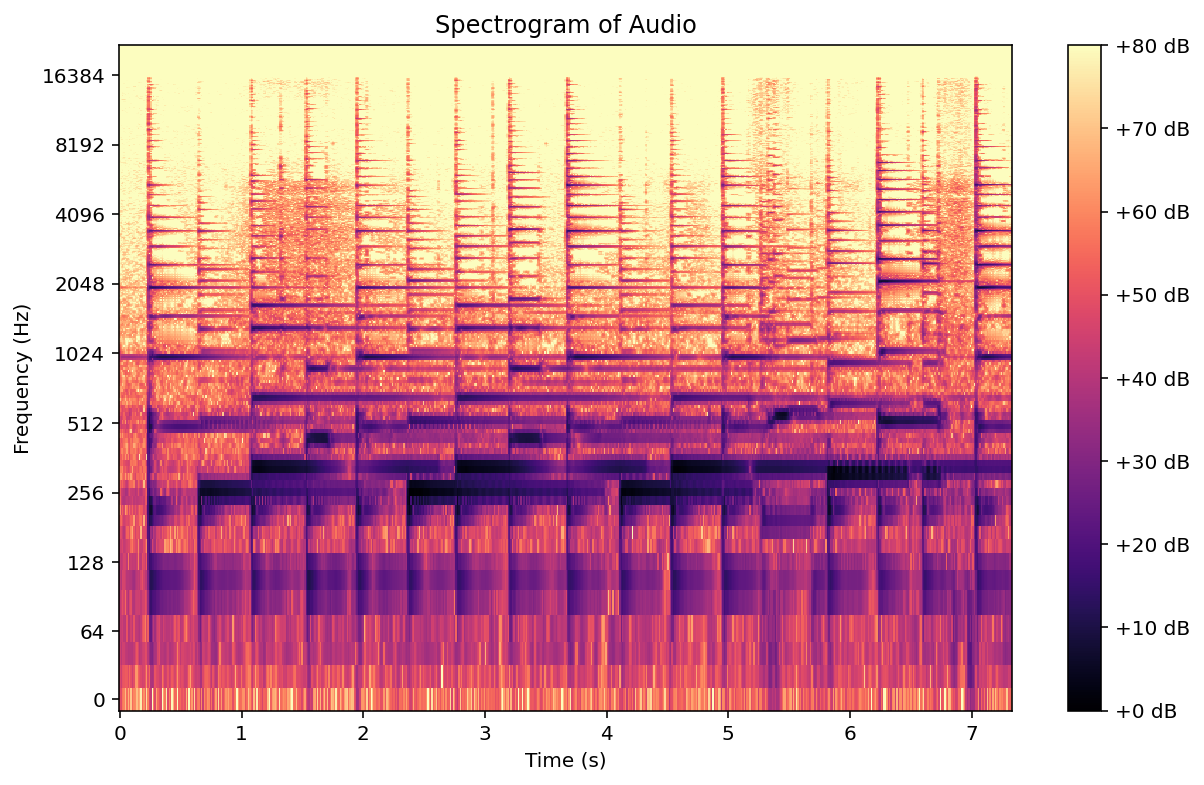 Spectrogram of Audio
Frequency (Hz)
16384
8192
4096
2048
1024
512
256
128
64
0
0 1 2 3 4 5 6 7
Time (s)
+80 dB
+70 dB
+60 dB
+50 dB
+40 dB
+30 dB
+20 dB
+10 dB
+0 dB